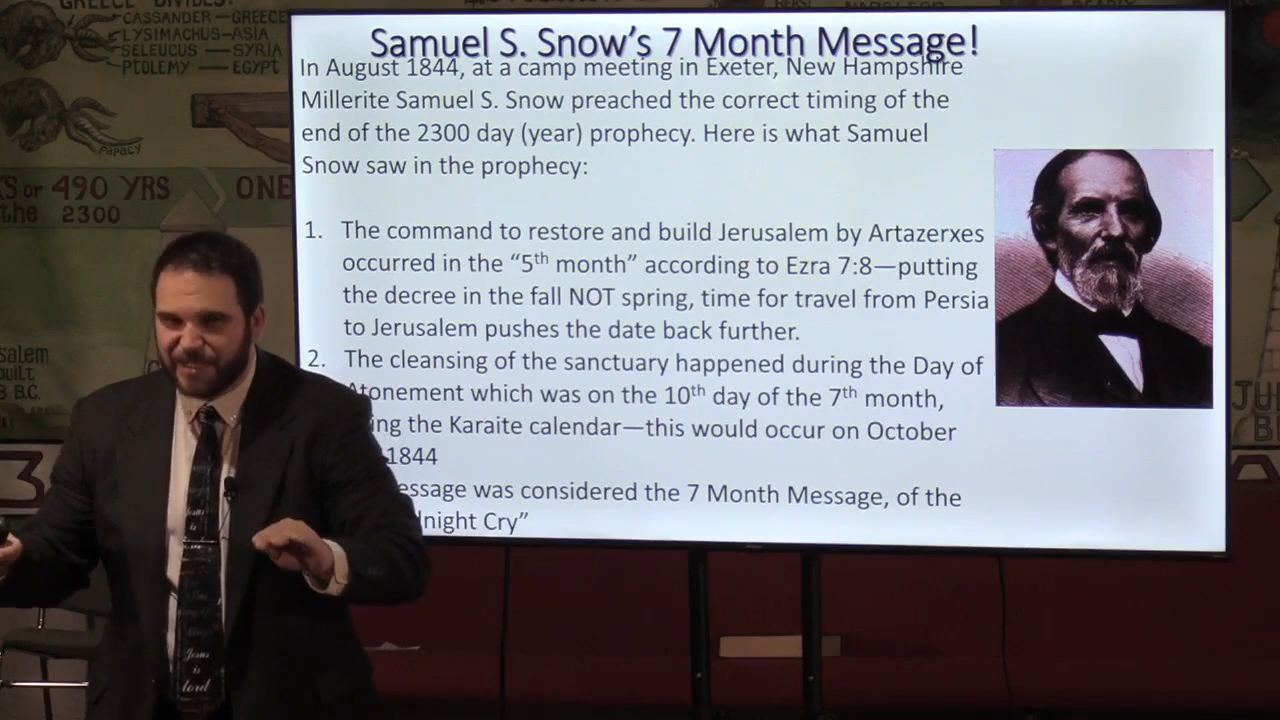 GREECE DIVIDES:
CASSANDER — GREECE
LYSIMACHUS — ASIA
SELEUCUS — SYRIA
PTOLEMY — EGYPT
PAPACY
490 YRS
or
ONE
the 2300
B.C.
Samuel S. Snow's 7 Month Message!
In August 1844, at a camp meeting in Exeter, New Hampshire
Millerite Samuel S. Snow preached the correct timing of the
end of the 2300 day (year) prophecy. Here is what Samuel
Snow saw in the prophecy:
1. The command to restore and build Jerusalem by Artazerxes
occurred in the “5th month” according to Ezra 7:8—putting
the decree in the fall NOT spring, time for travel from Persia
to Jerusalem pushes the date back further.
2. The cleansing of the sanctuary happened during the Day of
tonement which was on the 10th day of the 7th month,
ing the Karaite calendar—this would occur on October
1844
essage was considered the 7 Month Message, of the
night Cry”
Jesus
is
Jesus
is
lord